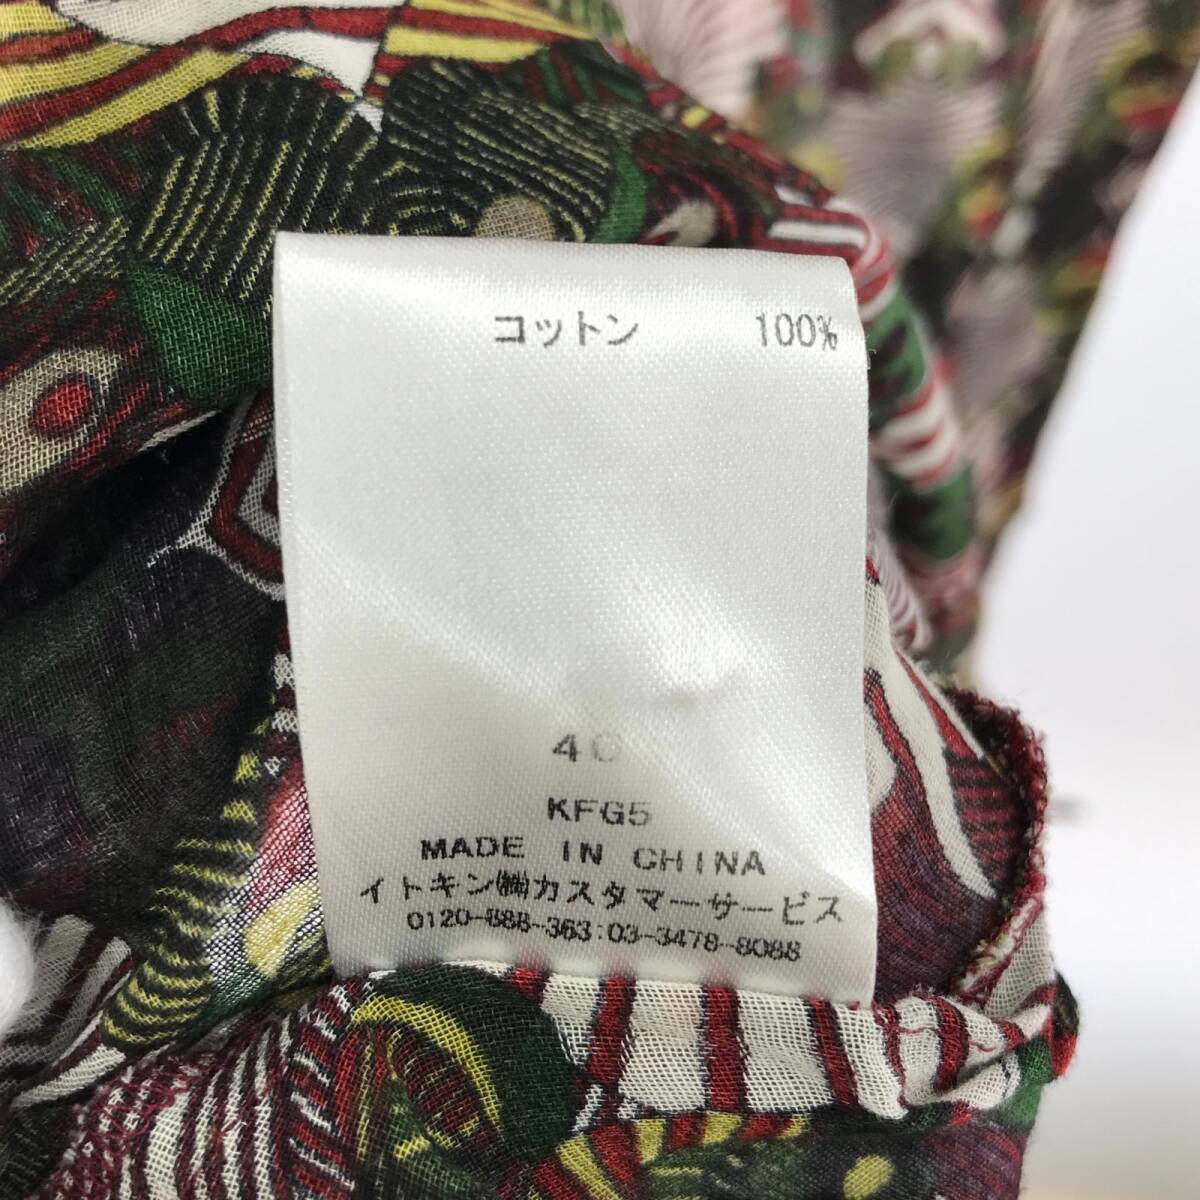 コットン 100%
40
KFG5
MADE IN CHINA
イトキン㈱カスタマーサービス
0120-888-363:03-3478-8088